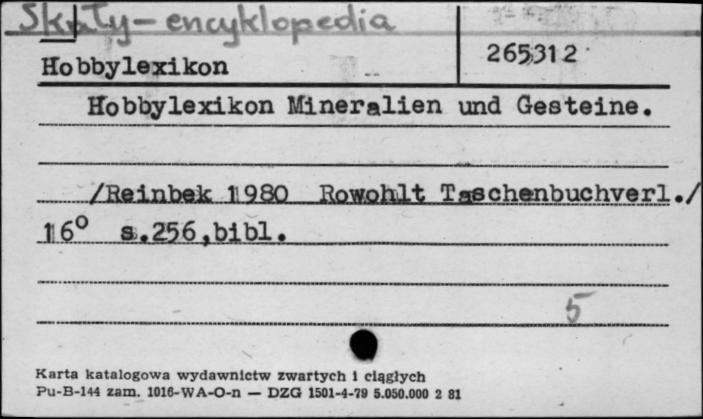 Skały - encyklopedia
265312
Hobbylexikon
Hobbylexikon Mineralien und Gesteine.
/Reinbek 1980 Rowohlt Taschenbuchverl./
16° s.256,bibl.
5
Karta katalogowa wydawnictw zwartych i ciągłych
Pu-B-144 zam. 1016-WA-O-n — DZG 1501-4-79 5.050.000 2 81